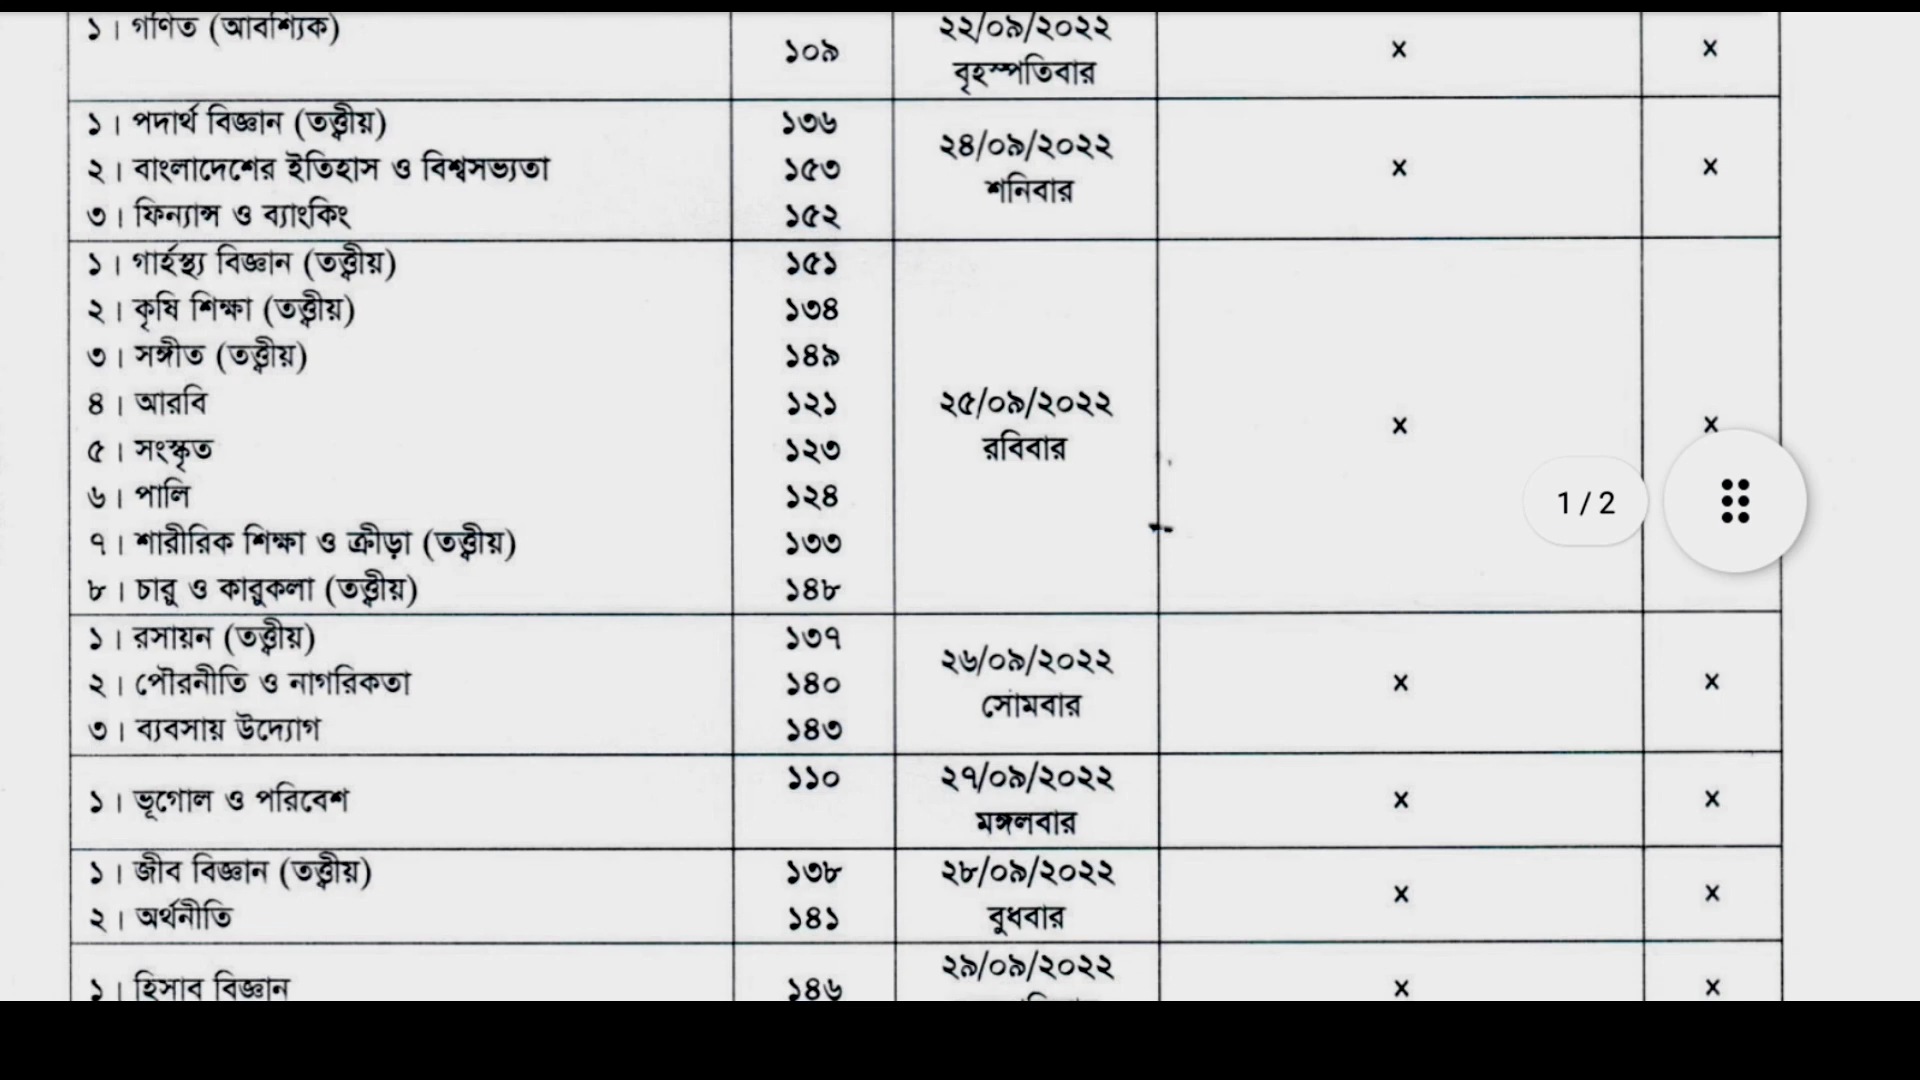 ১। গণিত (আবশ্যিক)
১০৯
২২/০৯/২০২২
বৃহস্পতিবার
x
x
১। পদার্থ বিজ্ঞান (তত্ত্বীয়)
২। বাংলাদেশের ইতিহাস ও বিশ্বসভ্যতা
৩। ফিন্যান্স ও ব্যাংকিং
১৩৬
১৫৩
১৫২
২৪/০৯/২০২২
শনিবার
x
x
১। গার্হস্থ্য বিজ্ঞান (তত্ত্বীয়)
২। কৃষি শিক্ষা (তত্ত্বীয়)
৩। সঙ্গীত (তত্ত্বীয়)
৪। আরবি
৫। সংস্কৃত
৬। পালি
৭। শারীরিক শিক্ষা ও ক্রীড়া (তত্ত্বীয়)
৮। চারু ও কারুকলা (তত্ত্বীয়)
১৫১
১৩৪
১৪৯
১২১
১২৩
১২৪
১৩৩
১৪৮
২৫/০৯/২০২২
রবিবার
x
x
1 / 2
১। রসায়ন (তত্ত্বীয়)
২। পৌরনীতি ও নাগরিকতা
৩। ব্যবসায় উদ্যোগ
১৩৭
১৪০
১৪৩
২৬/০৯/২০২২
সোমবার
x
x
১। ভূগোল ও পরিবেশ
১১০
২৭/০৯/২০২২
মঙ্গলবার
x
x
১। জীব বিজ্ঞান (তত্ত্বীয়)
২। অর্থনীতি
১৩৮
১৪১
২৮/০৯/২০২২
বুধবার
x
x
১। হিসাব বিজ্ঞান
১৪৬
২৯/০৯/২০২২
x
x